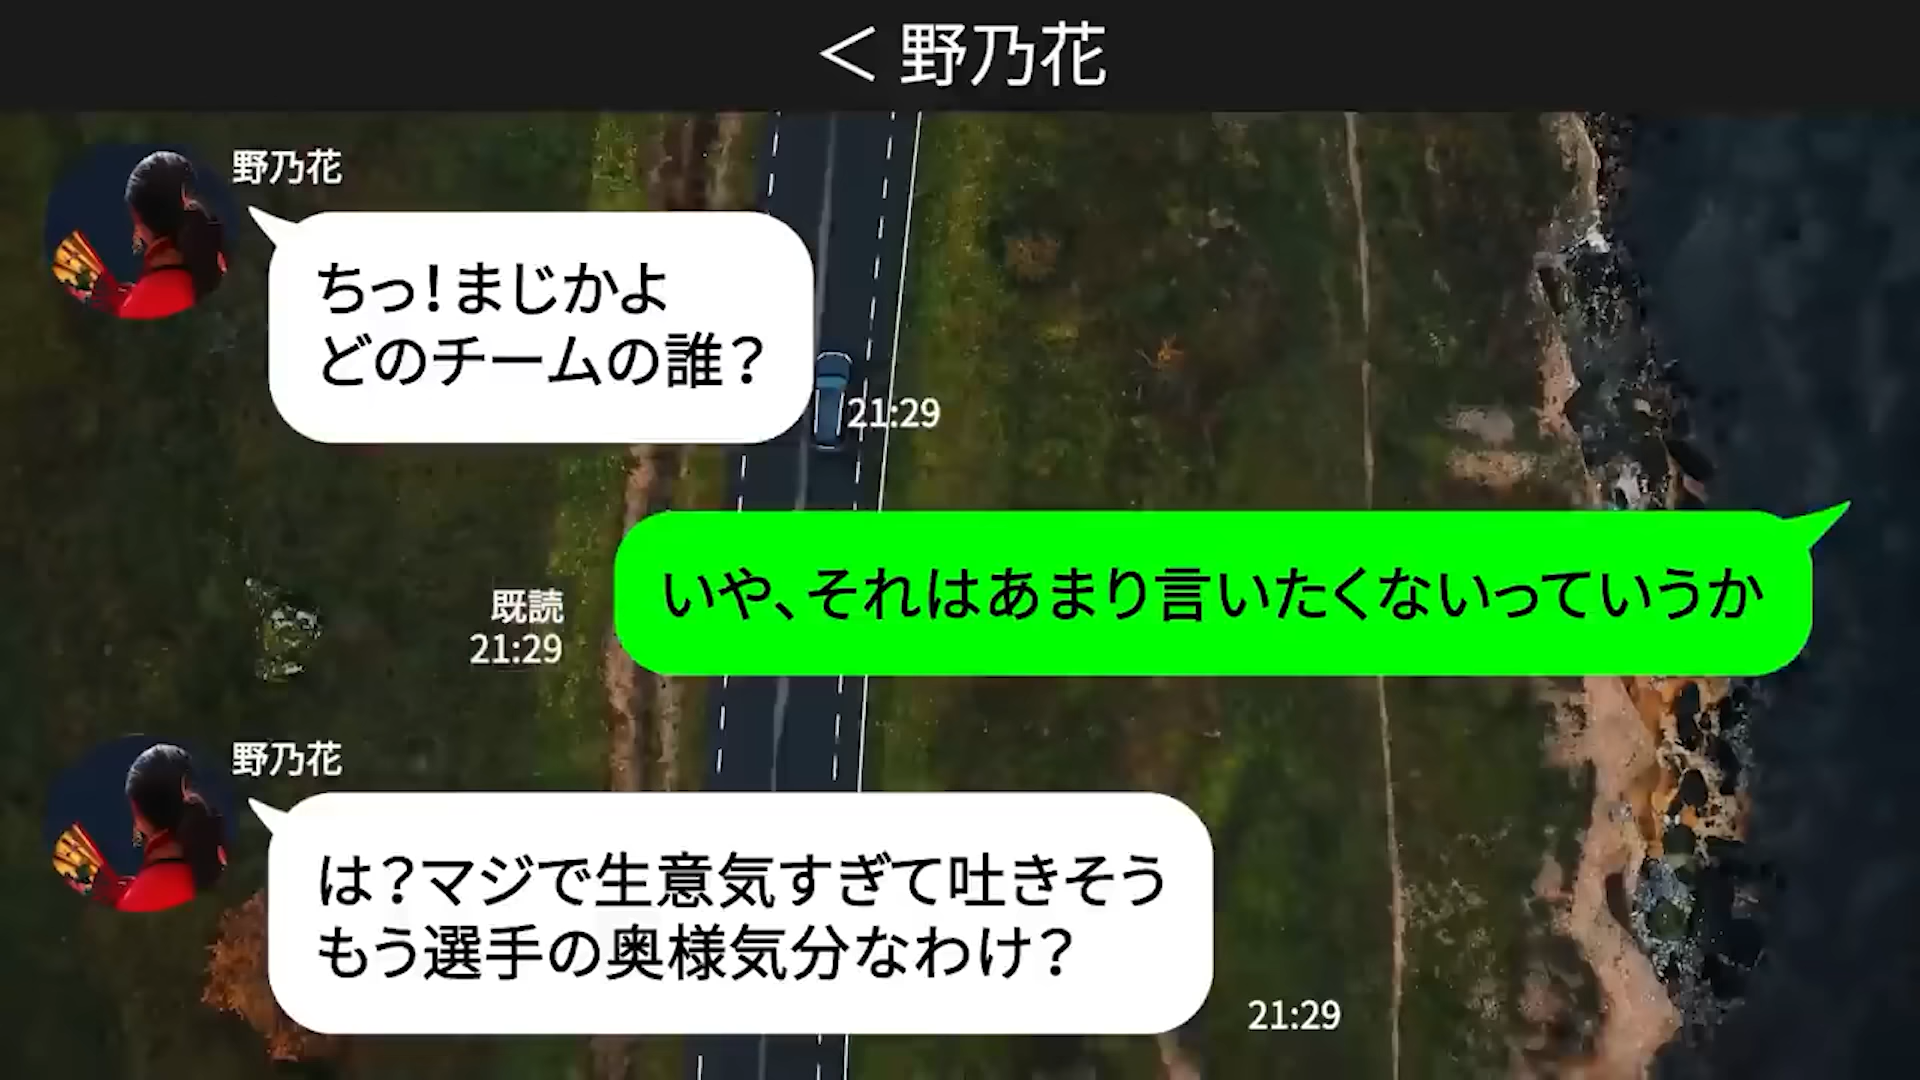 ＜ 野乃花
野乃花
ちっ！まじかよ
どのチームの誰？
21:29
いや、それはあまり言いたくないっていうか
既読
21:29
野乃花
は？マジで生意気すぎて吐きそう
もう選手の奥様気分なわけ？
21:29